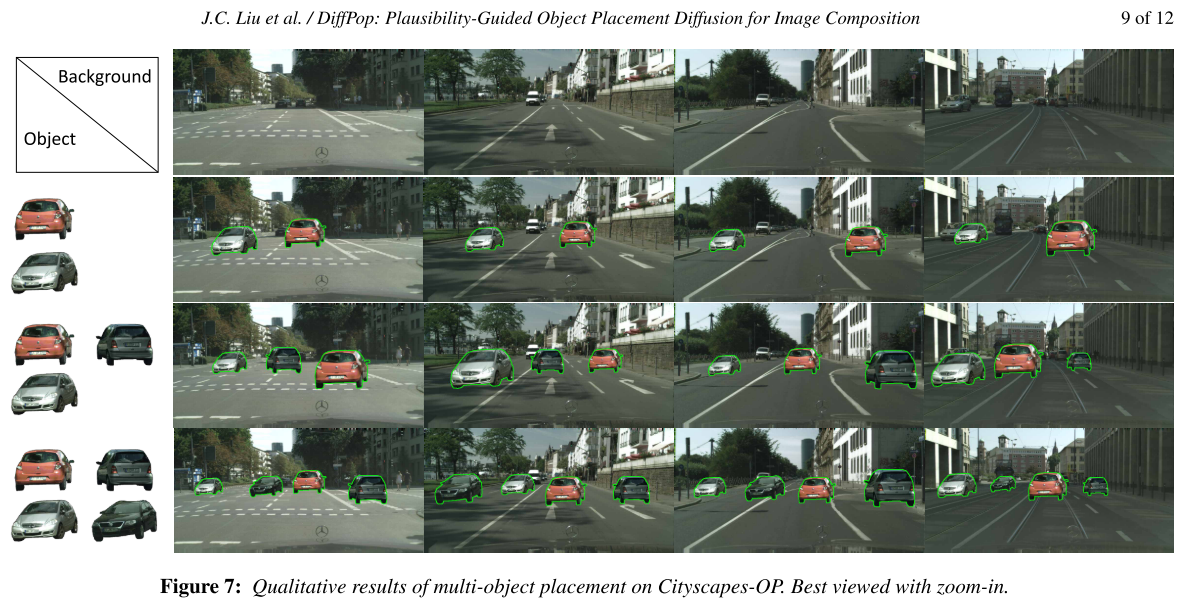 J.C. Liu et al. / DiffPop: Plausibility-Guided Object Placement Diffusion for Image Composition
9 of 12
Background
Object
Figure 7: Qualitative results of multi-object placement on Cityscapes-OP. Best viewed with zoom-in.